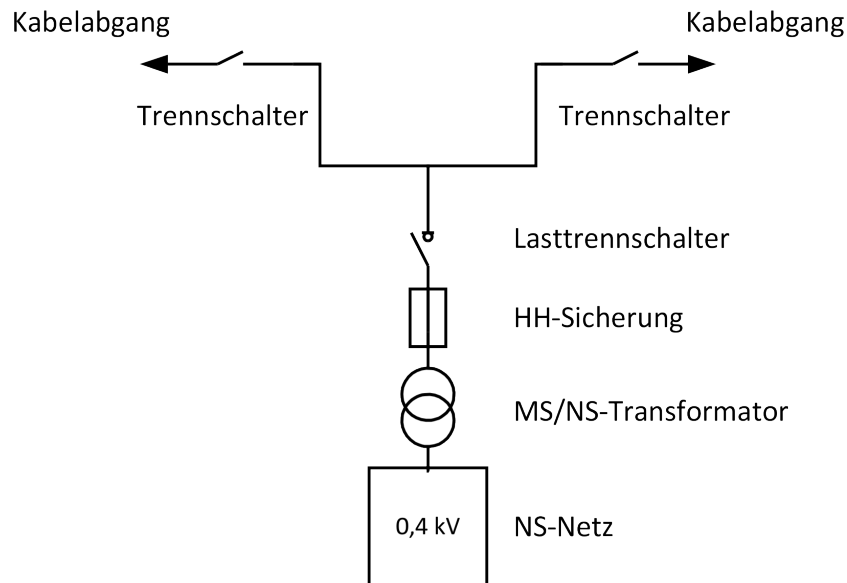 Kabelabgang
Kabelabgang
Trennschalter
Trennschalter
Lasttrennschalter
HH-Sicherung
MS/NS-Transformator
0,4 kV
NS-Netz